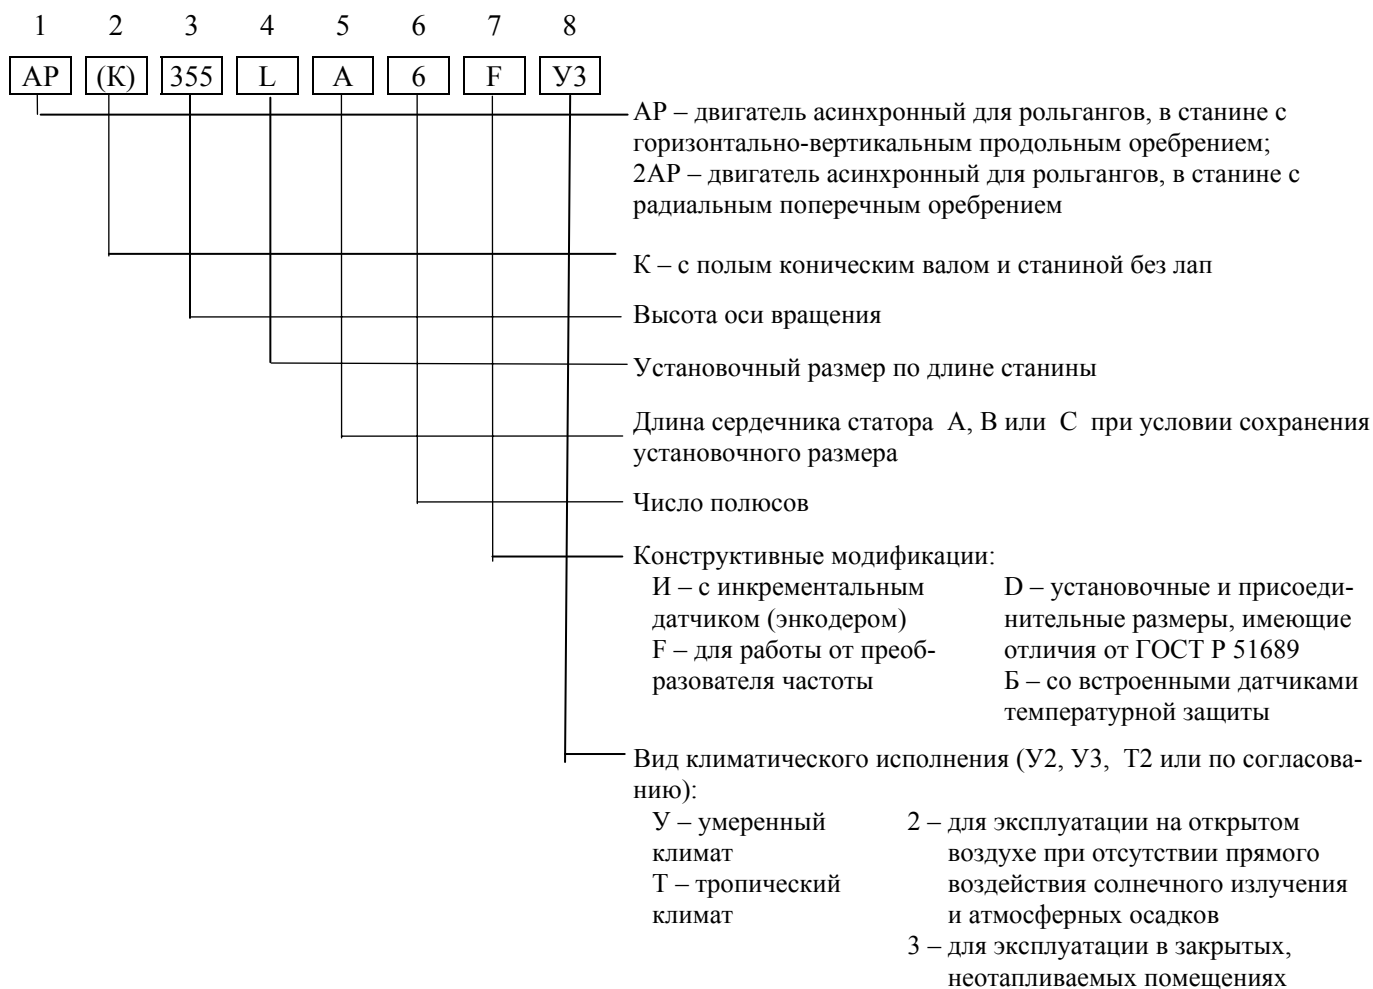 1 2 3 4 5 6 7 8
АР (К) 355 L А 6 F У3
АР – двигатель асинхронный для рольгангов, в станине с
горизонтально-вертикальным продольным оребрением;
2АР – двигатель асинхронный для рольгангов, в станине с
радиальным поперечным оребрением
К – с полым коническим валом и станиной без лап
Высота оси вращения
Установочный размер по длине станины
Длина сердечника статора А, В или С при условии сохранения
установочного размера
Число полюсов
Конструктивные модификации:
И – с инкрементальным
датчиком (энкодером)
F – для работы от преоб-
разователя частоты
D – установочные и присоеди-
нительные размеры, имеющие
отличия от ГОСТ Р 51689
Б – со встроенными датчиками
температурной защиты
Вид климатического исполнения (У2, У3, Т2 или по согласова-
нию):
У – умеренный
климат
Т – тропический
климат
2 – для эксплуатации на открытом
воздухе при отсутствии прямого
воздействия солнечного излучения
и атмосферных осадков
3 – для эксплуатации в закрытых,
неотапливаемых помещениях